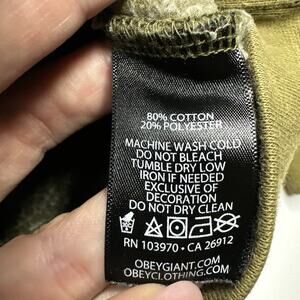 80% COTTON
20% POLYESTER
MACHINE WASH COLD
DO NOT BLEACH
TUMBLE DRY LOW
IRON IF NEEDED
EXCLUSIVE OF
DECORATION
DO NOT DRY CLEAN
RN 103970 • CA 26912
OBEYGIANT.COM
OBEYCLOTHING.COM